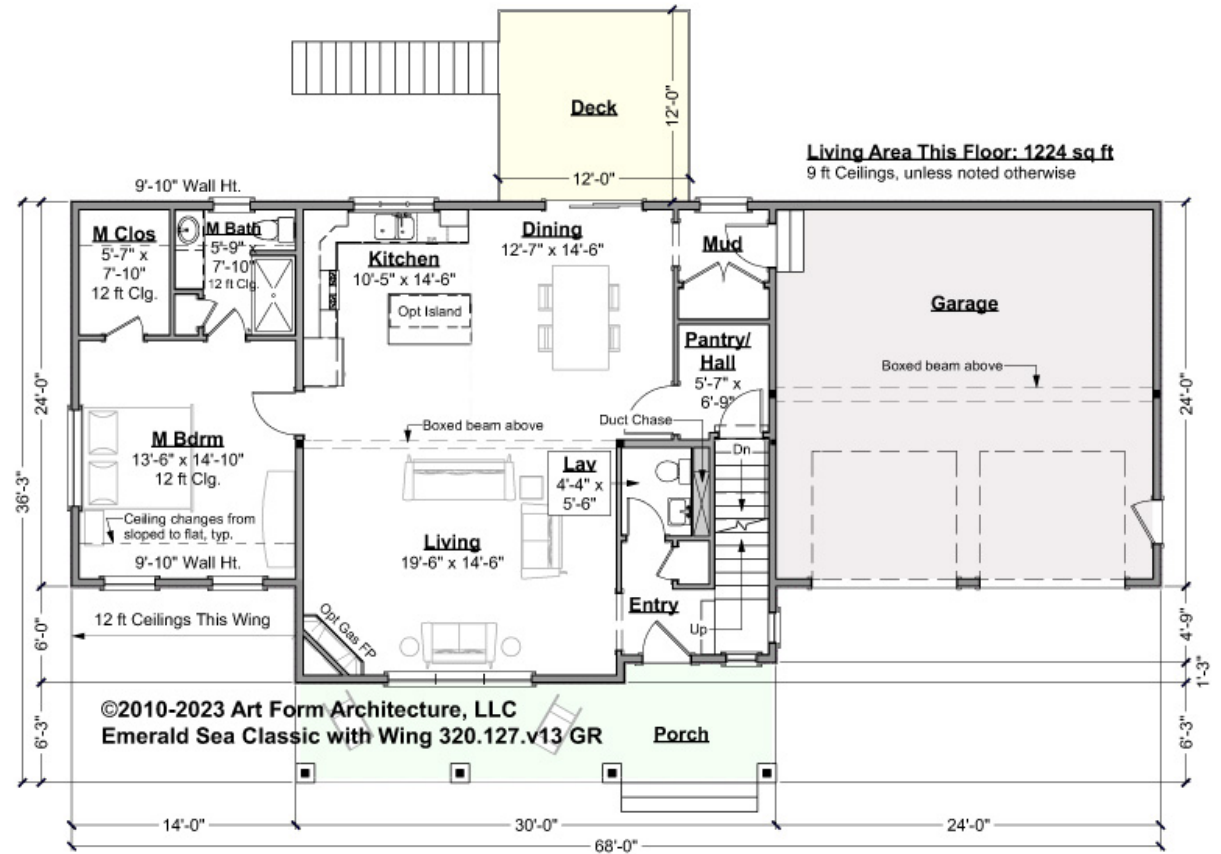 Deck
12'-0"
12'-0"
Living Area This Floor: 1224 sq ft
9 ft Ceilings, unless noted otherwise
9'-10" Wall Ht.
M Clos
5'-7" x
7'-10"
12 ft Clg.
M Bath
5'-9" x
7'-10"
12 ft Clg.
Kitchen
10'-5" x 14'-6"
Opt Island
Dining
12'-7" x 14'-6"
Mud
Garage
Boxed beam above
Pantry/
Hall
5'-7" x
6'-9"
Duct Chase
24'-0"
36'-3"
24'-0"
M Bdrm
13'-6" x 14'-10"
12 ft Clg.
Boxed beam above
Dn
Lav
4'-4" x
5'-6"
Ceiling changes from
sloped to flat, typ.
9'-10" Wall Ht.
Living
19'-6" x 14'-6"
Entry
Up
Opt Gas FP
12 ft Ceilings This Wing
6'-0"
4'-9"
1'-3"
©2010-2023 Art Form Architecture, LLC
Emerald Sea Classic with Wing 320.127.v13 GR
Porch
6'-3"
6'-3"
14'-0"
30'-0"
24'-0"
68'-0"